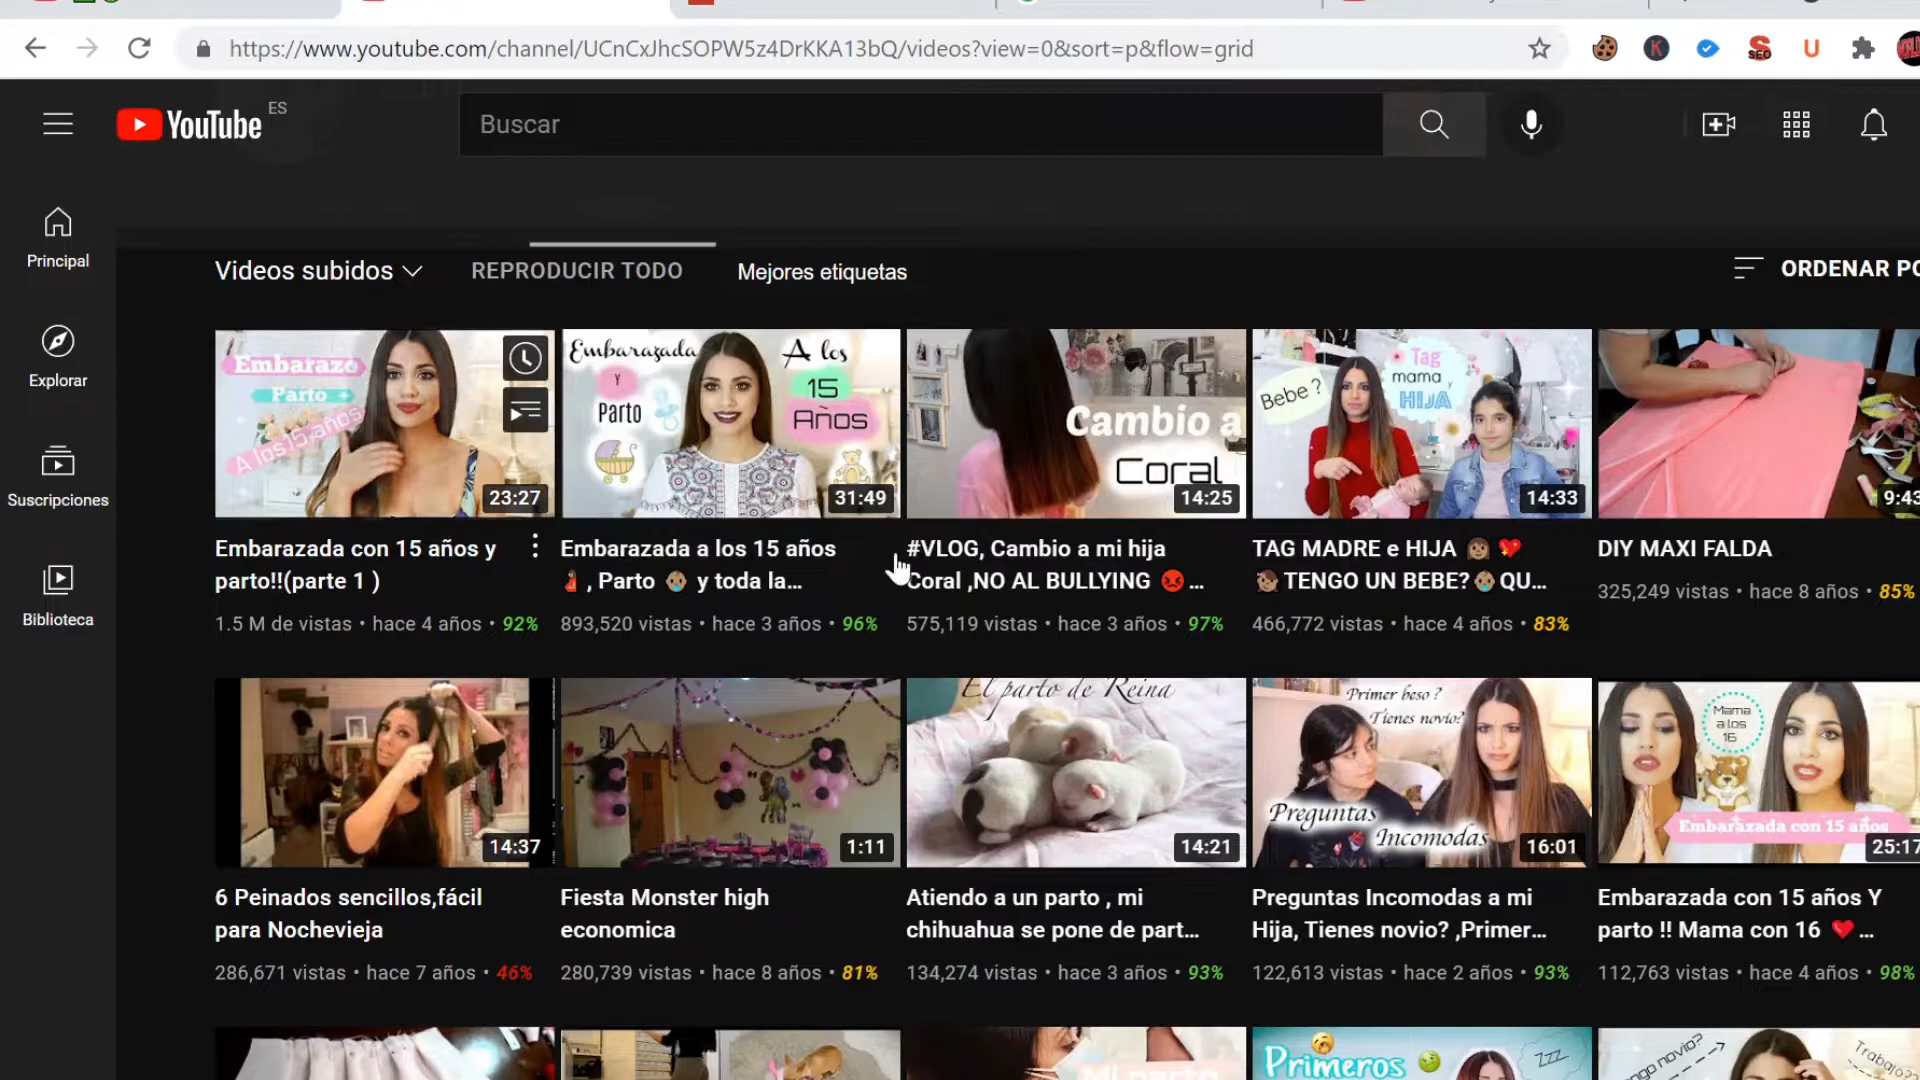 https://www.youtube.com/channel/UCnCxJhcSOPW5z4DrKKA13bQ/videos?view=0&sort=p&flow=grid
SEO
YouTube ES
Buscar
Principal
Explorar
Suscripciones
Biblioteca
Videos subidos
REPRODUCIR TODO
Mejores etiquetas
ORDENAR PO
Embarazo
Parto +
A los 15 años
23:27
Embarazada con 15 años y
parto!!(parte 1 )
1.5 M de vistas • hace 4 años • 92%
Embarazada
Y
Parto
A los
15
Años
31:49
Embarazada a los 15 años
, Parto y toda la...
893,520 vistas • hace 3 años • 96%
Cambio a
Coral
14:25
#VLOG, Cambio a mi hija
Coral ,NO AL BULLYING ...
575,119 vistas • hace 3 años • 97%
Bebe ?
Tag
mama y
HIJA
14:33
TAG MADRE e HIJA
TENGO UN BEBE? QU...
466,772 vistas • hace 4 años • 83%
9:43
DIY MAXI FALDA
325,249 vistas • hace 8 años • 85%
14:37
6 Peinados sencillos,fácil
para Nochevieja
286,671 vistas • hace 7 años • 46%
1:11
Fiesta Monster high
economica
280,739 vistas • hace 8 años • 81%
El parto de Reina
14:21
Atiendo a un parto , mi
chihuahua se pone de part...
134,274 vistas • hace 3 años • 93%
Primer beso ?
Tienes novio?
Preguntas
Incomodas
16:01
Preguntas Incomodas a mi
Hija, Tienes novio? ,Primer...
122,613 vistas • hace 2 años • 93%
Mama
a los
16
Embarazada con 15 años
25:17
Embarazada con 15 años Y
parto !! Mama con 16 ...
112,763 vistas • hace 4 años • 98%
Primeros
zzz
novio?